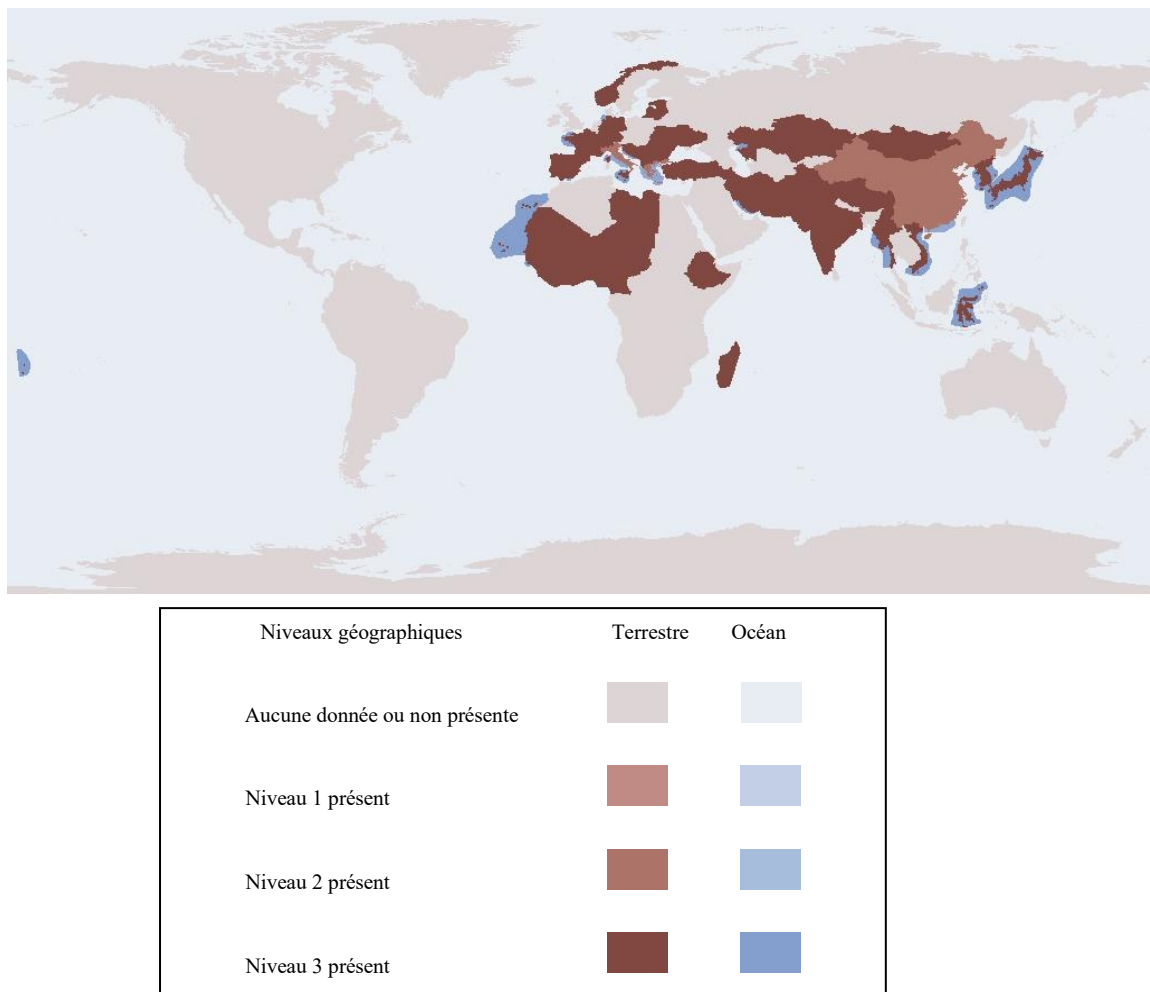 Niveaux géographiques Terrestre Océan
Aucune donnée ou non présente
Niveau 1 présent
Niveau 2 présent
Niveau 3 présent